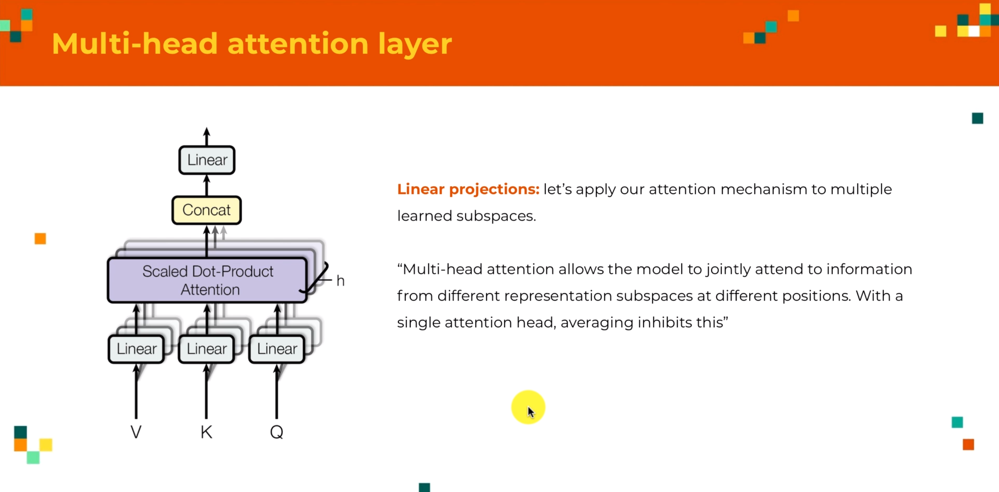 Multi-head attention layer
Linear
Concat
Scaled Dot-Product
Attention
h
Linear
Linear
Linear
V
K
Q
Linear projections: let’s apply our attention mechanism to multiple
learned subspaces.
“Multi-head attention allows the model to jointly attend to information
from different representation subspaces at different positions. With a
single attention head, averaging inhibits this”